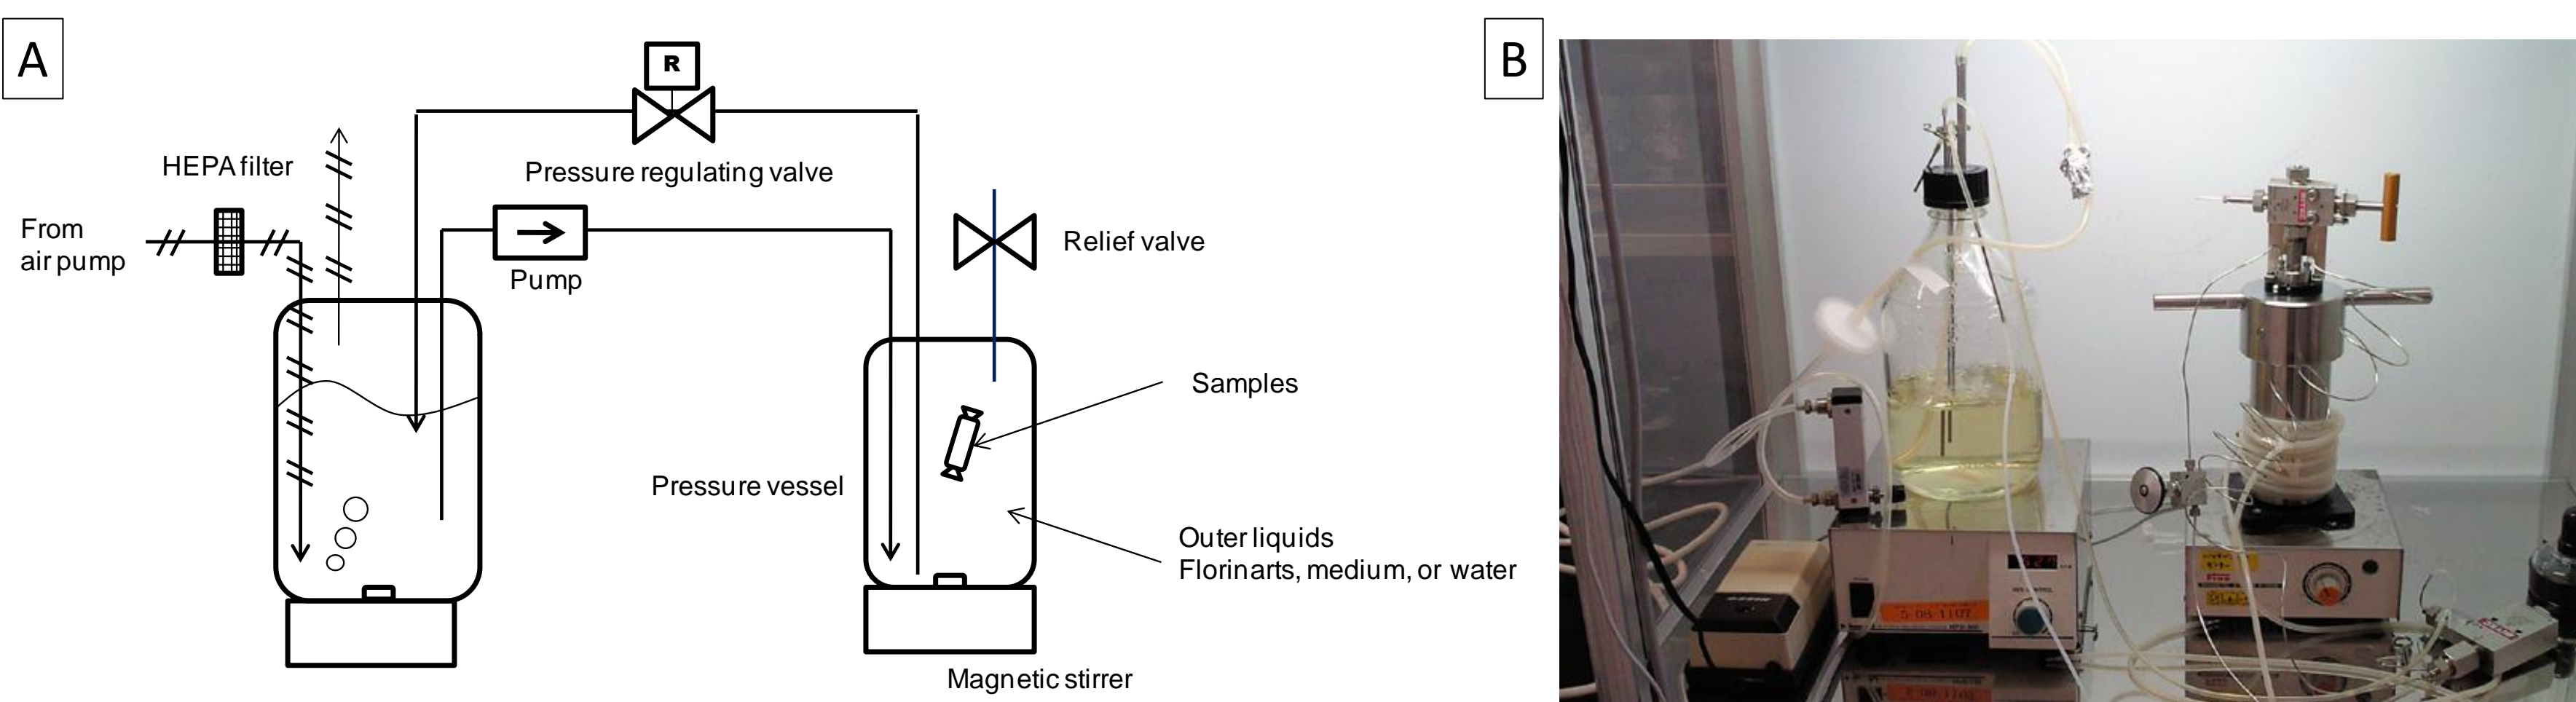 A
R
Pressure regulating valve
HEPA filter
From
air pump
Pump
Relief valve
Samples
Pressure vessel
Outer liquids
Florinarts, medium, or water
Magnetic stirrer
B